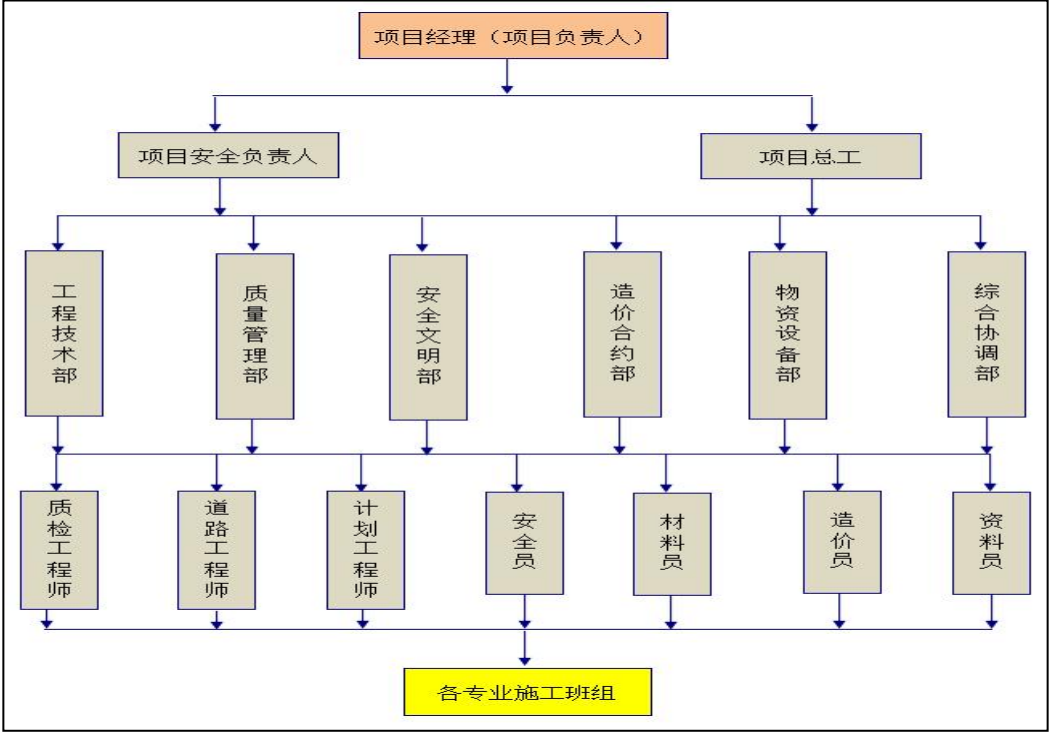 项目经理（项目负责人）
项目安全负责人
项目总工
工程技术部
质量管理部
安全文明部
造价合约部
物资设备部
综合协调部
质检工程师
道路工程师
计划工程师
安全员
材料员
造价员
资料员
各专业施工班组